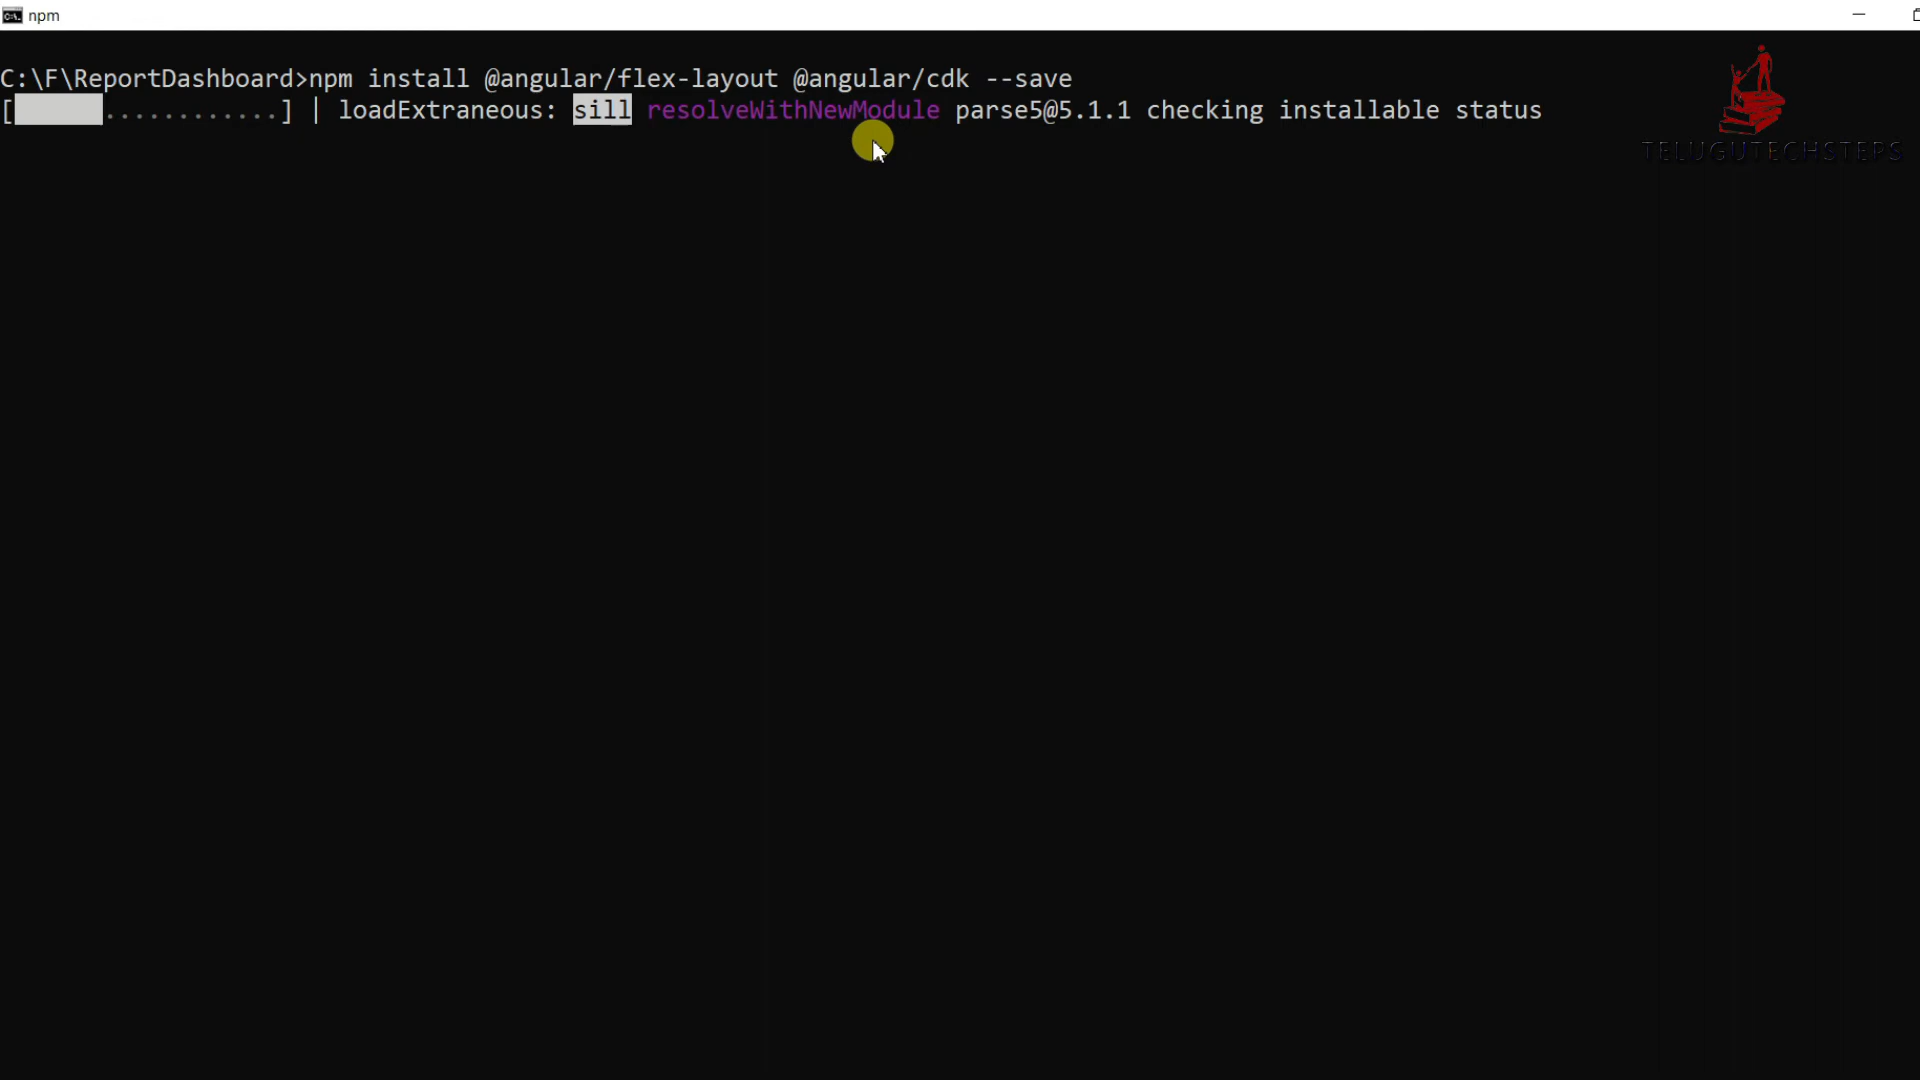 npm
C:\F\ReportDashboard>npm install @angular/flex-layout @angular/cdk --save
[      ............] | loadExtraneous: sill resolveWithNewModule parse5@5.1.1 checking installable status
TELUGUTECHSTEPS